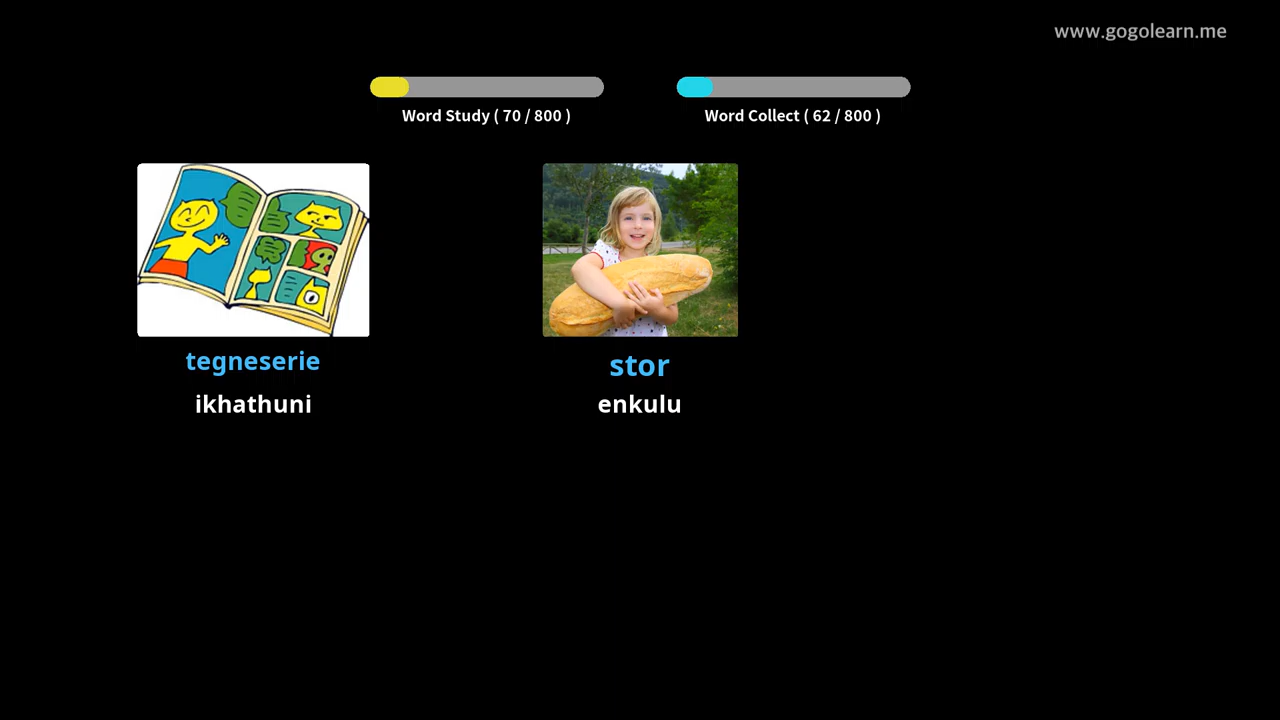 www.gogolearn.me
Word Study ( 70 / 800 )
Word Collect ( 62 / 800 )
tegneserie
stor
ikhathuni
enkulu